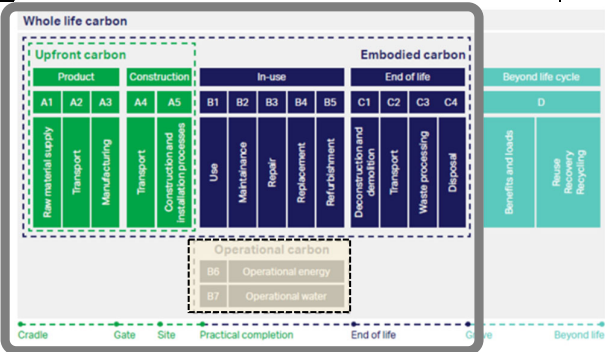 Whole life carbon
Upfront carbon
Embodied carbon
Product
Construction
In-use
End of life
Beyond life cycle
A1 A2 A3 A4 A5 B1 B2 B3 B4 B5 C1 C2 C3 C4 D
Raw material supply
Transport
Manufacturing
Transport
Construction and
installation processes
Use
Maintainance
Repair
Replacement
Refurbishment
Deconstruction and
demolition
Transport
Waste processing
Disposal
Benefits and loads
Reuse
Recovery
Recycling
Operational carbon
B6 Operational energy
B7 Operational water
Cradle Gate Site Practical completion End of life Grave Beyond life